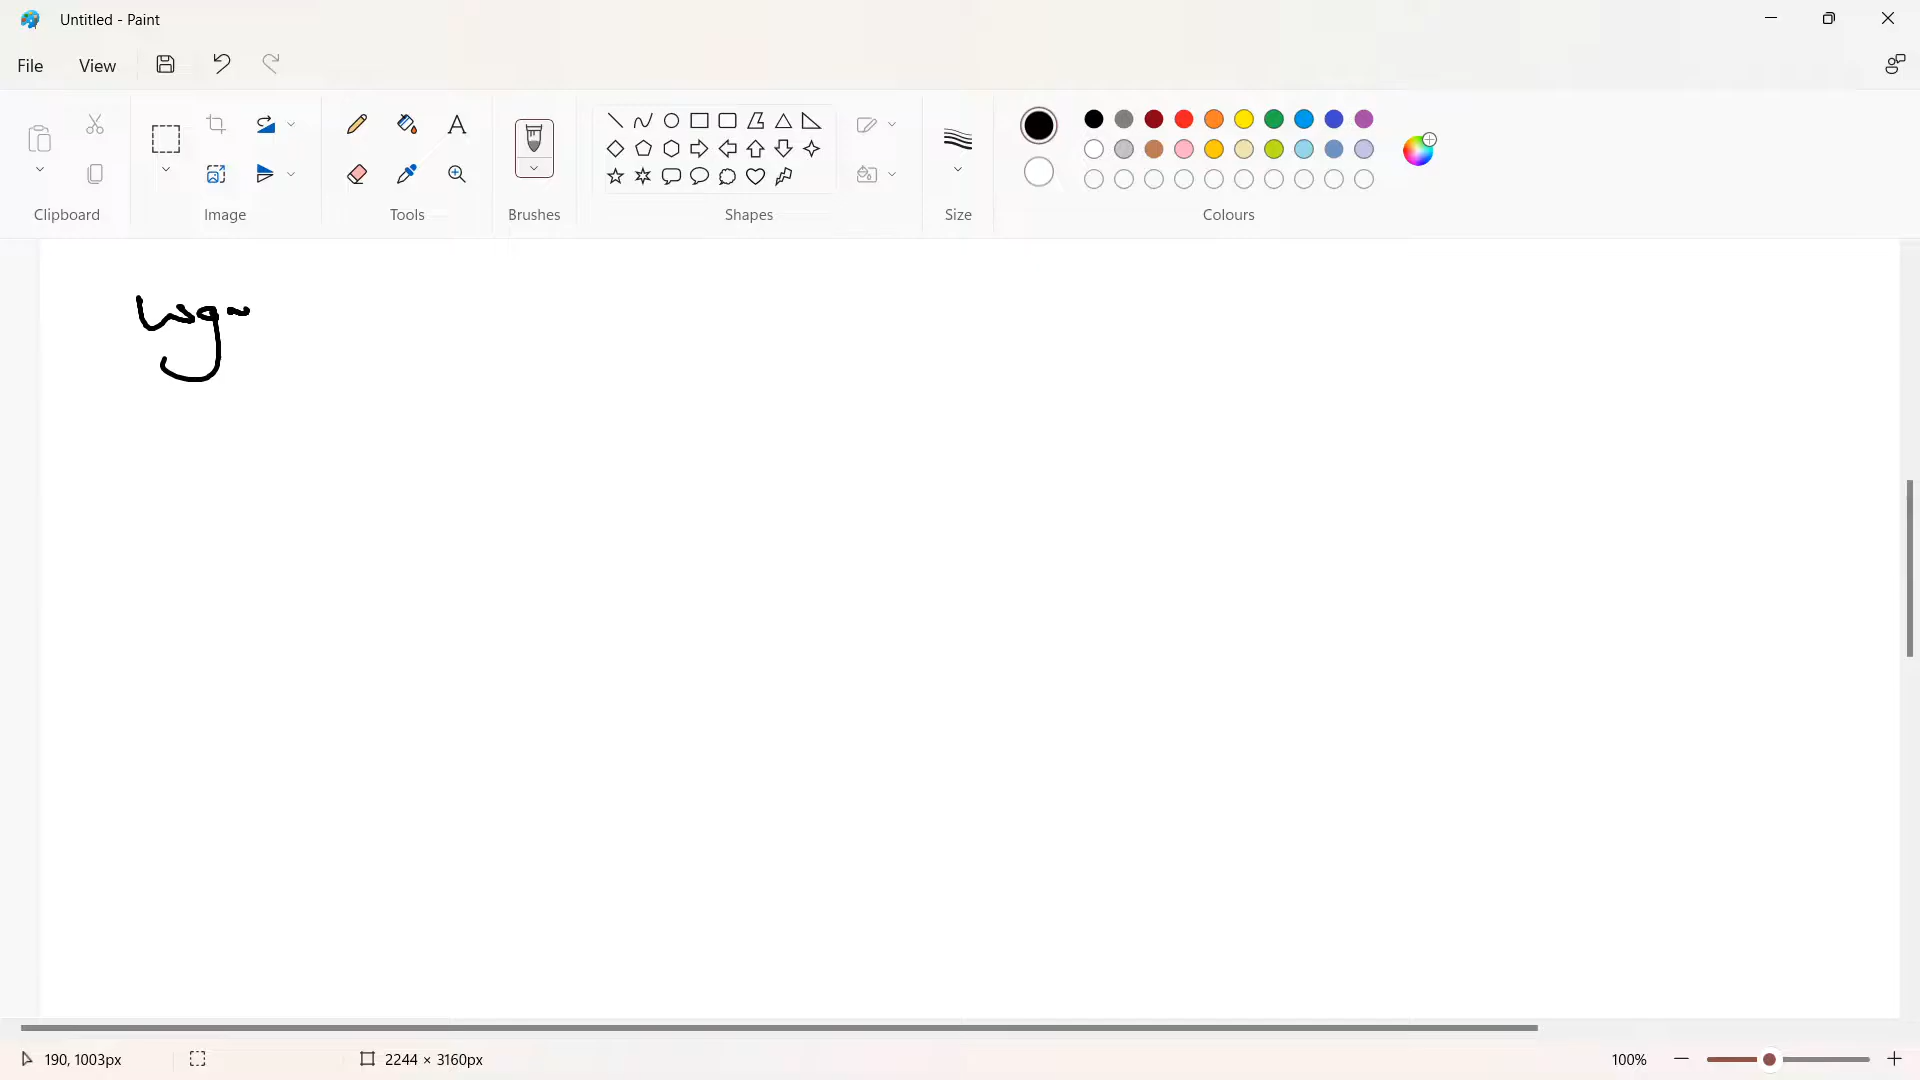 Untitled - Paint
File View
Clipboard Image Tools Brushes Shapes Size Colours
190, 1003px 2244 × 3160px 100%